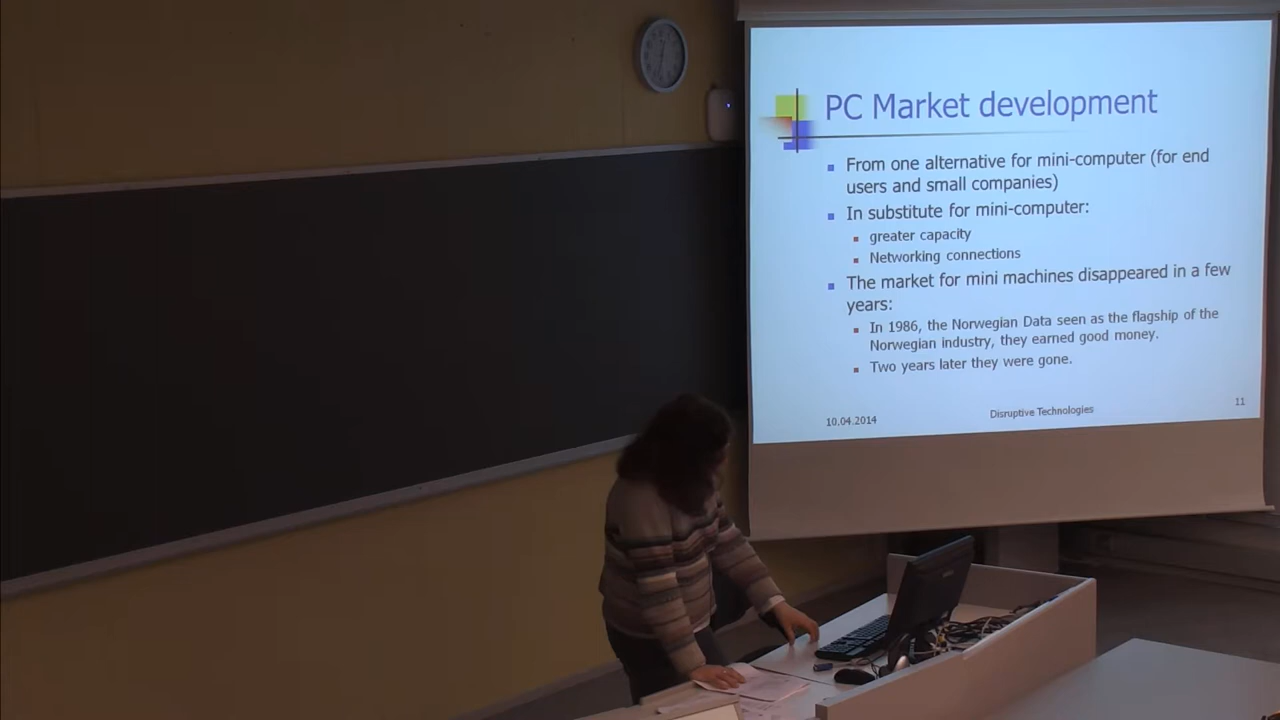 PC Market development
From one alternative for mini-computer (for end
users and small companies)
In substitute for mini-computer:
greater capacity
Networking connections
The market for mini machines disappeared in a few
years:
In 1986, the Norwegian Data seen as the flagship of the
Norwegian industry, they earned good money.
Two years later they were gone.
10.04.2014
Disruptive Technologies
11